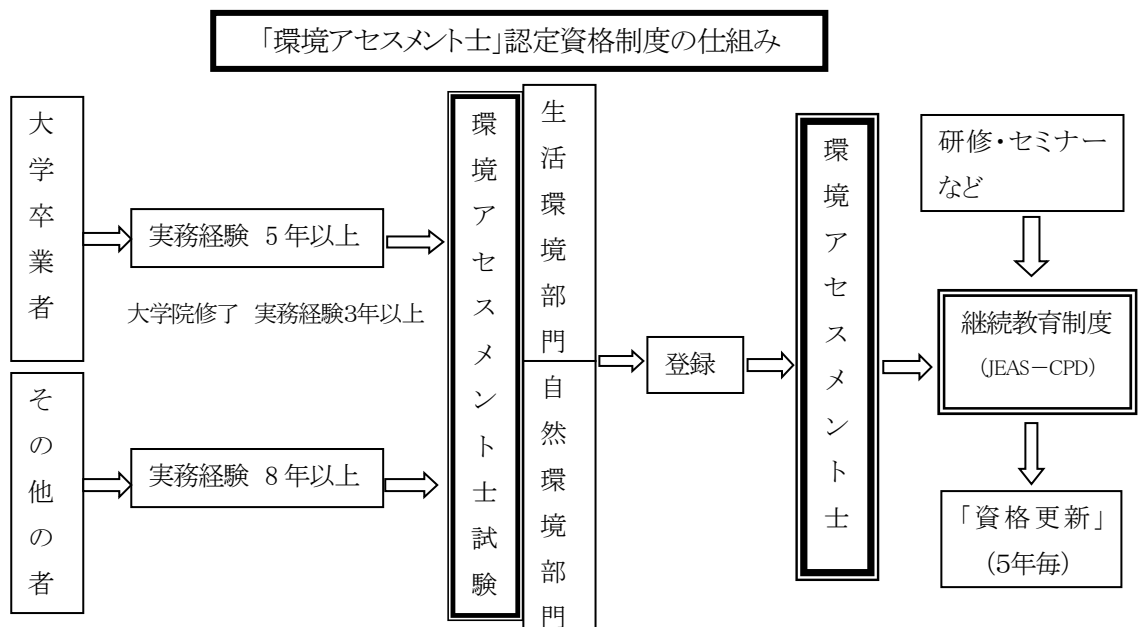 「環境アセスメント士」認定資格制度の仕組み
大学卒業者
実務経験 5年以上
大学院修了 実務経験3年以上
その他の者
実務経験 8年以上
環境アセスメント士試験
生活環境部門
自然環境部門
登録
環境アセスメント士
研修・セミナー
など
継続教育制度
(JEAS－CPD)
「資格更新」
(5年毎)